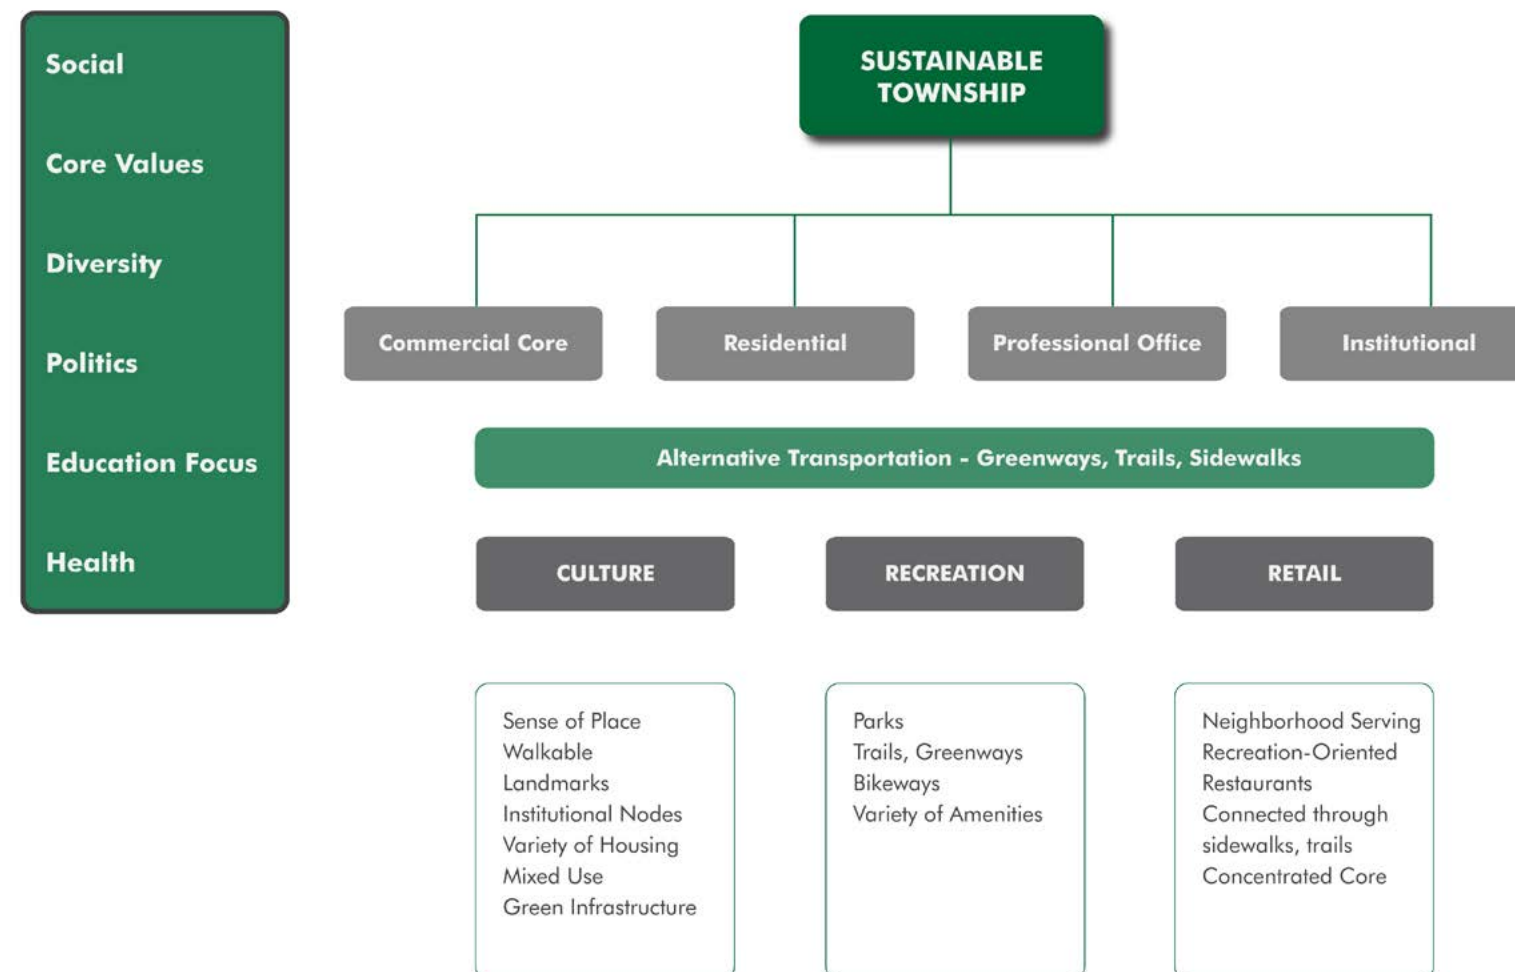 Social
Core Values
Diversity
Politics
Education Focus
Health
SUSTAINABLE
TOWNSHIP
Commercial Core
Residential
Professional Office
Institutional
Alternative Transportation - Greenways, Trails, Sidewalks
CULTURE
RECREATION
RETAIL
Sense of Place
Walkable
Landmarks
Institutional Nodes
Variety of Housing
Mixed Use
Green Infrastructure
Parks
Trails, Greenways
Bikeways
Variety of Amenities
Neighborhood Serving
Recreation-Oriented
Restaurants
Connected through
sidewalks, trails
Concentrated Core